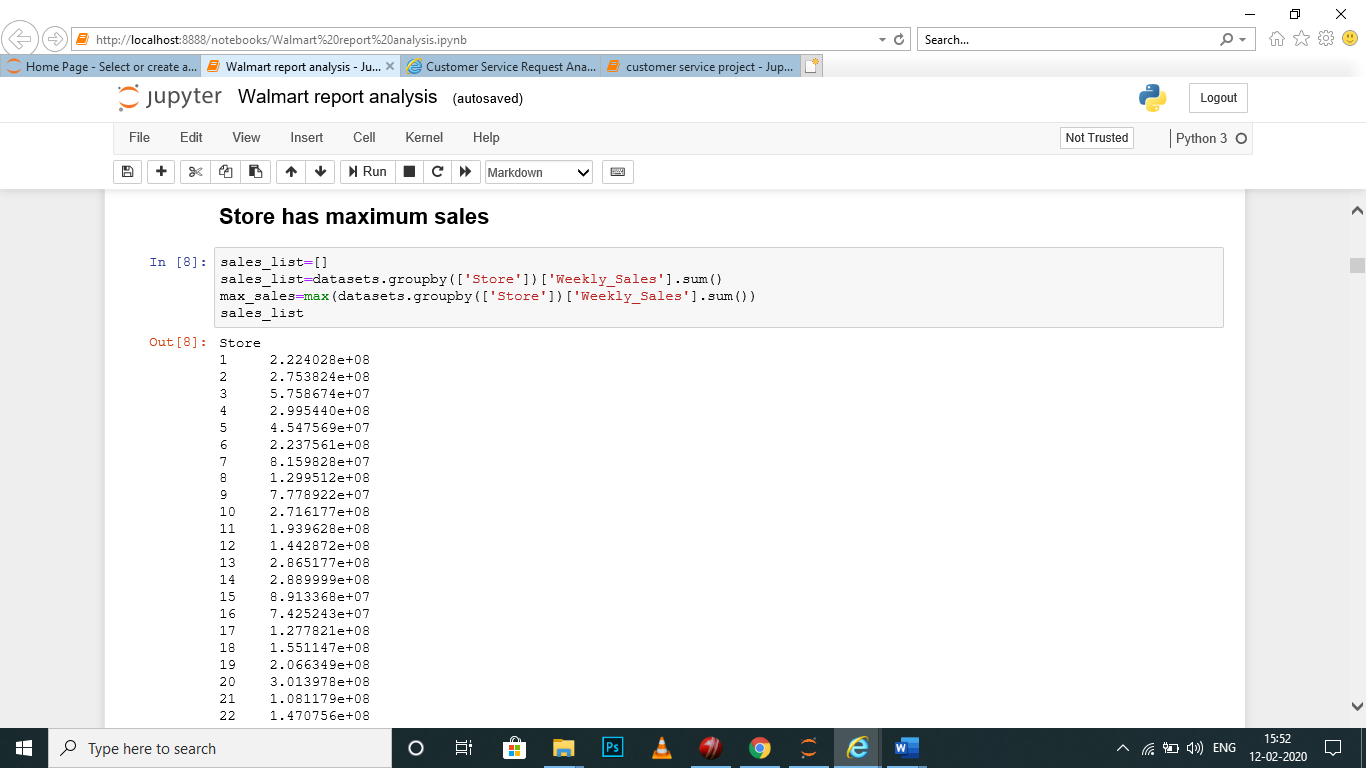 http://localhost:8888/notebooks/Walmart%20report%20analysis.ipynb
Search...
Home Page - Select or create a...
Walmart report analysis - Ju...
Customer Service Request Ana...
customer service project - Jup...
jupyter Walmart report analysis (autosaved)
Logout
File Edit View Insert Cell Kernel Help
Not Trusted
Python 3
Run
Markdown
Store has maximum sales
In [8]: sales_list=[]
sales_list=datasets.groupby(['Store'])['Weekly_Sales'].sum()
max_sales=max(datasets.groupby(['Store'])['Weekly_Sales'].sum())
sales_list
Out[8]: Store
1 2.224028e+08
2 2.753824e+08
3 5.758674e+07
4 2.995440e+08
5 4.547569e+07
6 2.237561e+08
7 8.159828e+07
8 1.299512e+08
9 7.778922e+07
10 2.716177e+08
11 1.939628e+08
12 1.442872e+08
13 2.865177e+08
14 2.889999e+08
15 8.913368e+07
16 7.425243e+07
17 1.277821e+08
18 1.551147e+08
19 2.066349e+08
20 3.013978e+08
21 1.081179e+08
22 1.470756e+08
Type here to search
Ps
W
ENG
15:52
12-02-2020